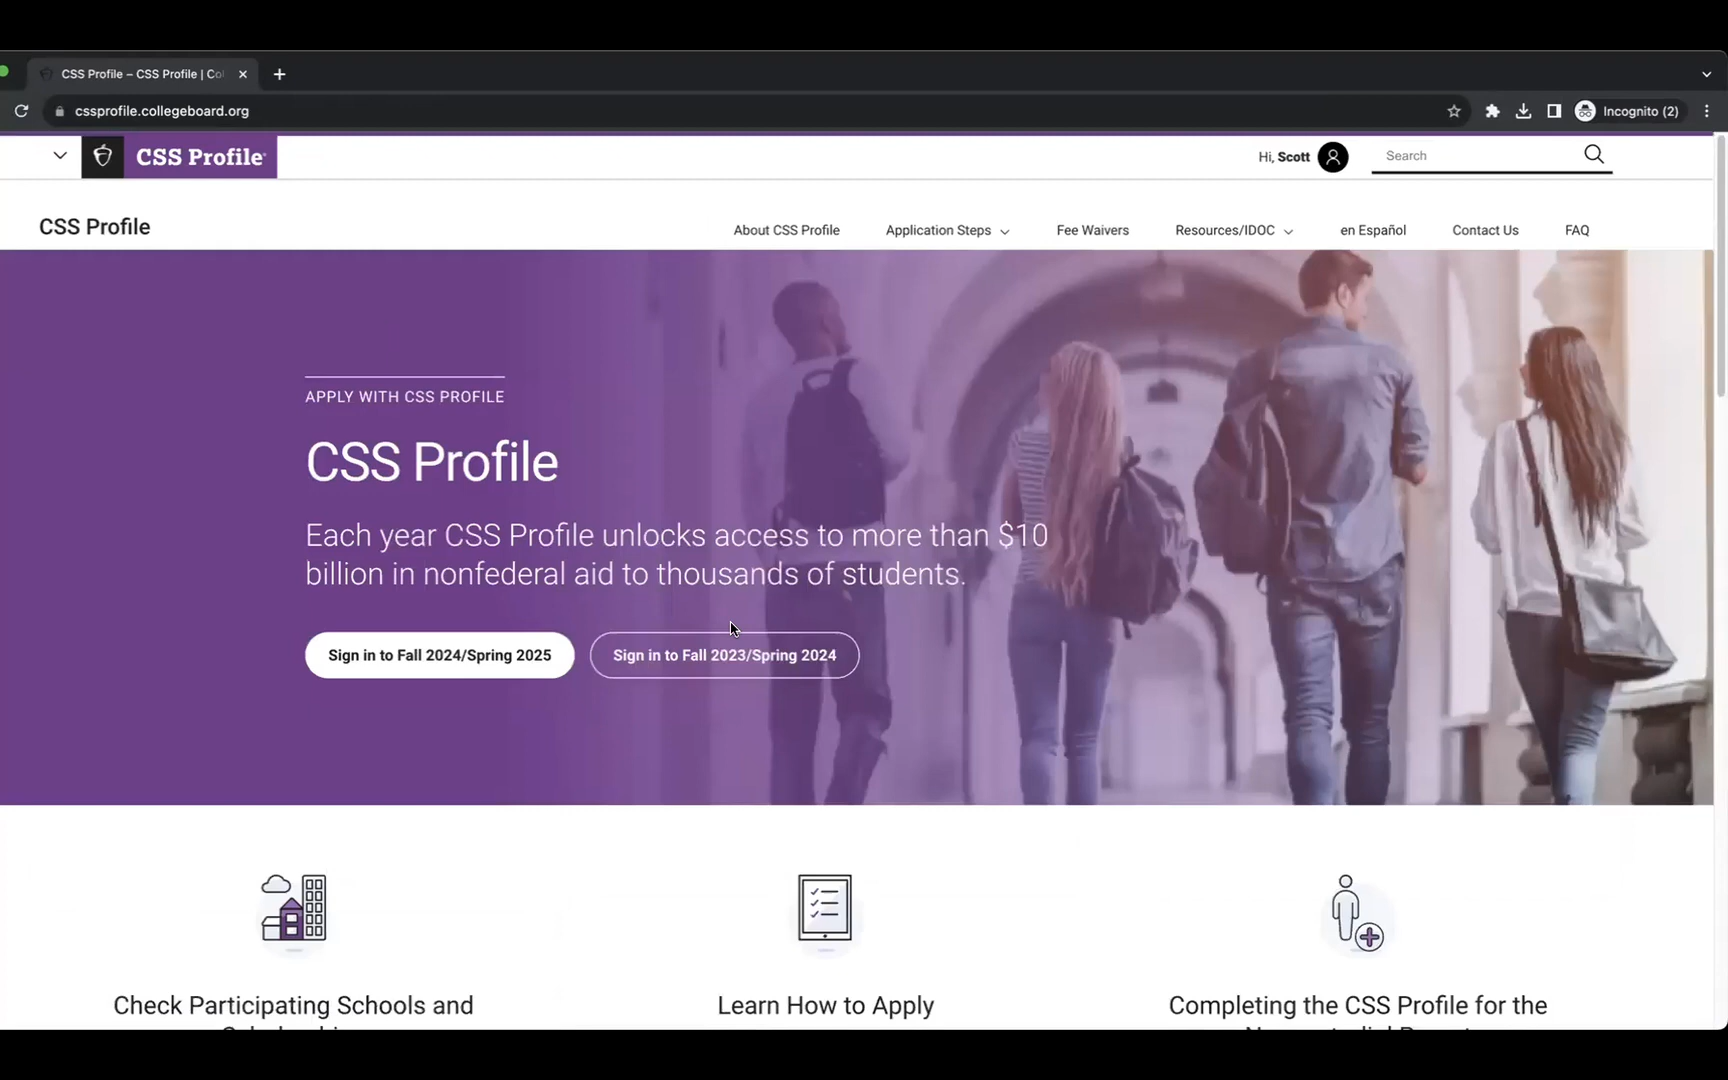 CSS Profile – CSS Profile | Co
cssprofile.collegeboard.org
Incognito (2)
CSS Profile
Hi, Scott
Search
CSS Profile
About CSS Profile
Application Steps
Fee Waivers
Resources/IDOC
en Español
Contact Us
FAQ
APPLY WITH CSS PROFILE
CSS Profile
Each year CSS Profile unlocks access to more than $10
billion in nonfederal aid to thousands of students.
Sign in to Fall 2024/Spring 2025
Sign in to Fall 2023/Spring 2024
Check Participating Schools and
Learn How to Apply
Completing the CSS Profile for the